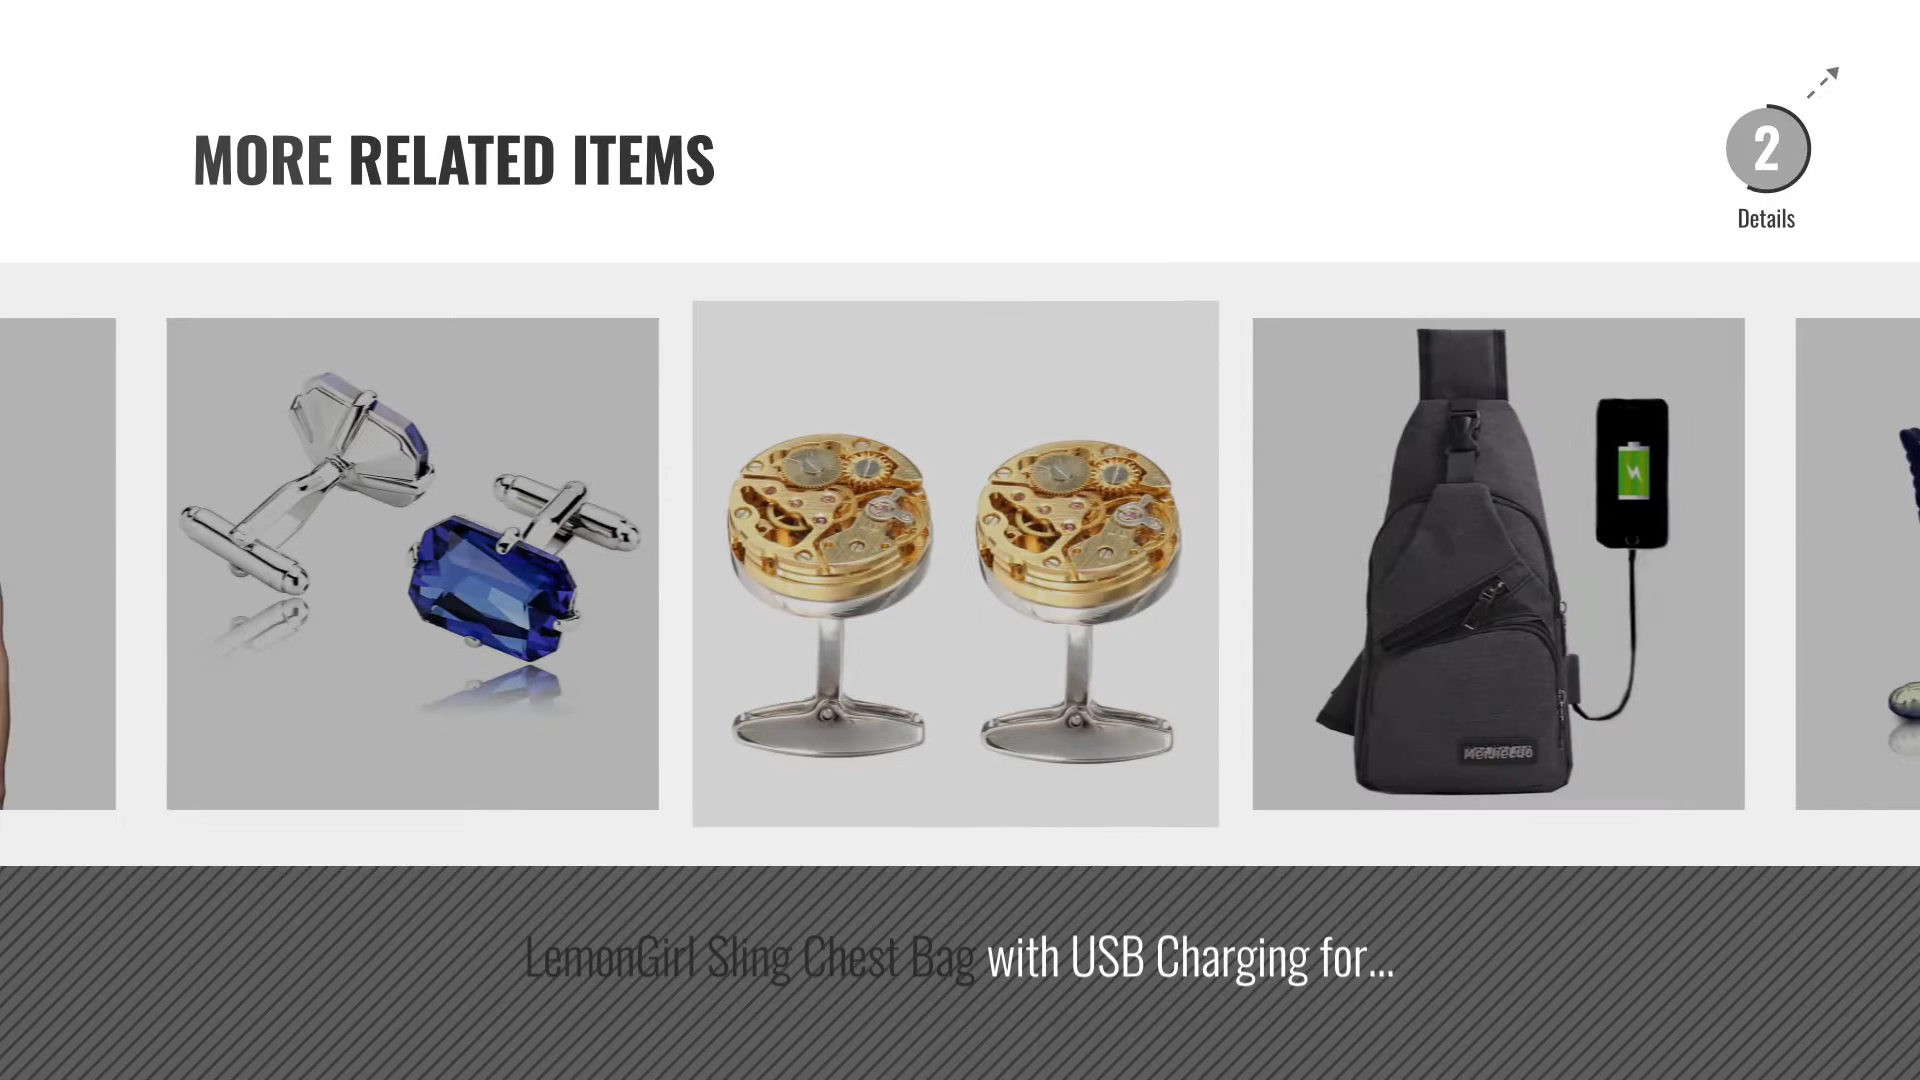 MORE RELATED ITEMS
2
Details
LemonGirl Sling Chest Bag with USB Charging for...